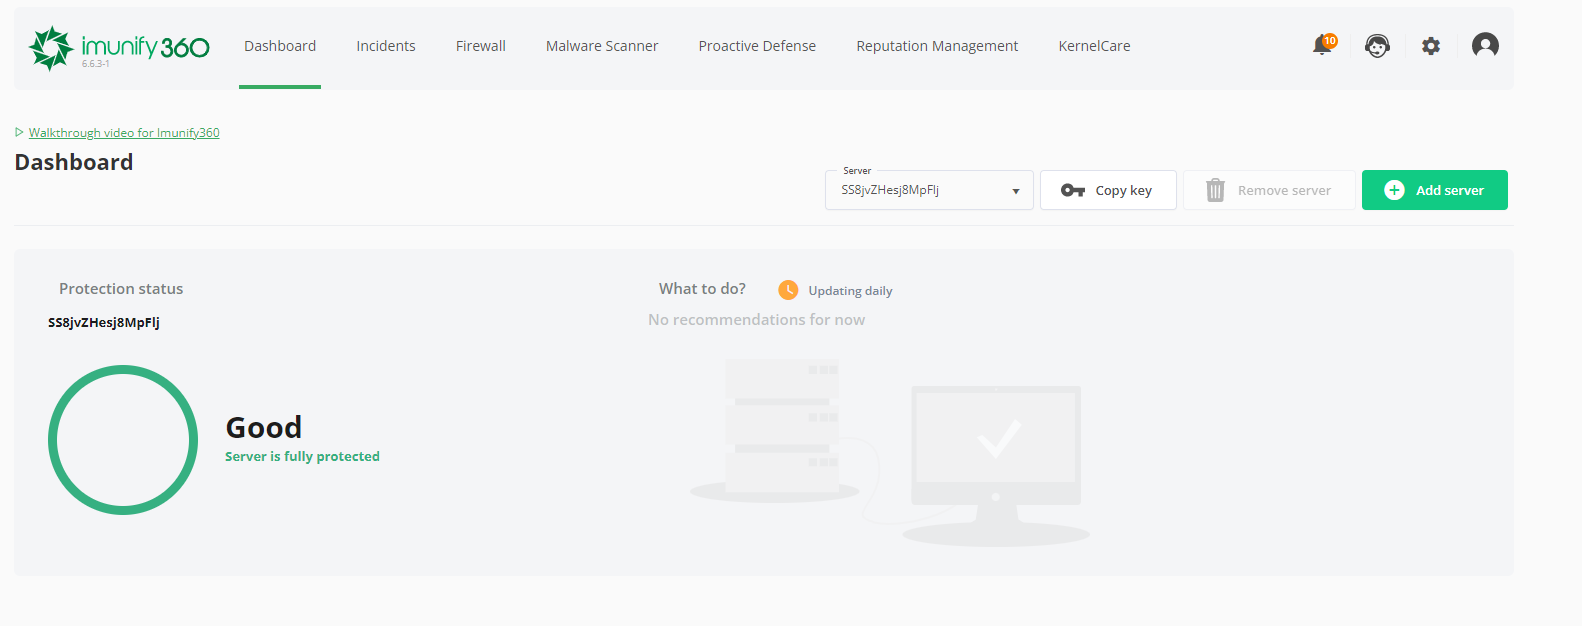 imunify360
6.6.3-1
Dashboard Incidents Firewall Malware Scanner Proactive Defense Reputation Management KernelCare 10
Walkthrough video for Imunify360
Dashboard
Server
SS8jvZHesj8MpFlj Copy key Remove server Add server
Protection status
What to do? Updating daily
SS8jvZHesj8MpFlj
No recommendations for now
Good
Server is fully protected